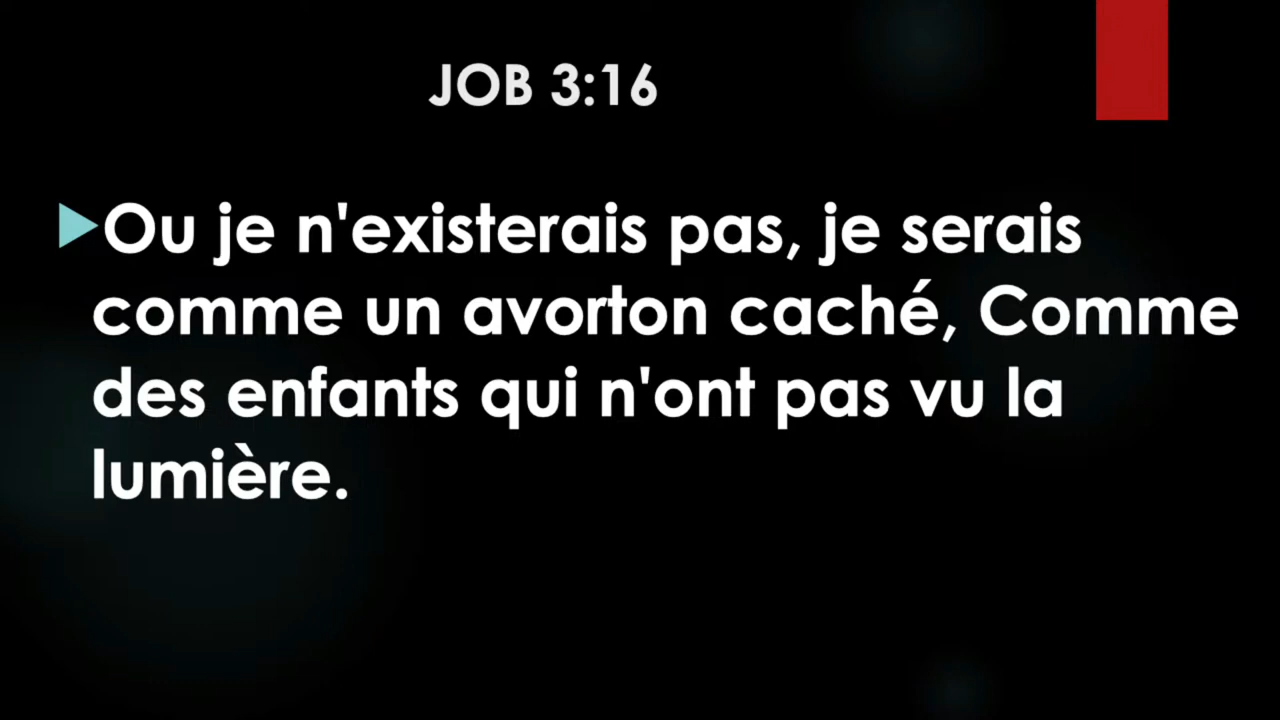 JOB 3:16
Ou je n'existerais pas, je serais
comme un avorton caché, Comme
des enfants qui n'ont pas vu la
lumière.